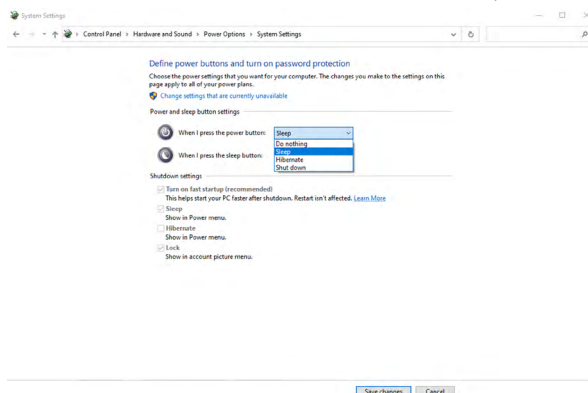 System Settings
Control Panel > Hardware and Sound > Power Options > System Settings
Define power buttons and turn on password protection
Choose the power settings that you want for your computer. The changes you make to the settings on this
page apply to all of your power plans.
Change settings that are currently unavailable
Power and sleep button settings
When I press the power button: Sleep
Do nothing
Sleep
Hibernate
Shut down
When I press the sleep button:
Shutdown settings
Turn on fast startup (recommended)
This helps start your PC faster after shutdown. Restart isn't affected. Learn More
Sleep
Show in Power menu.
Hibernate
Show in Power menu.
Lock
Show in account picture menu.
Save changes Cancel